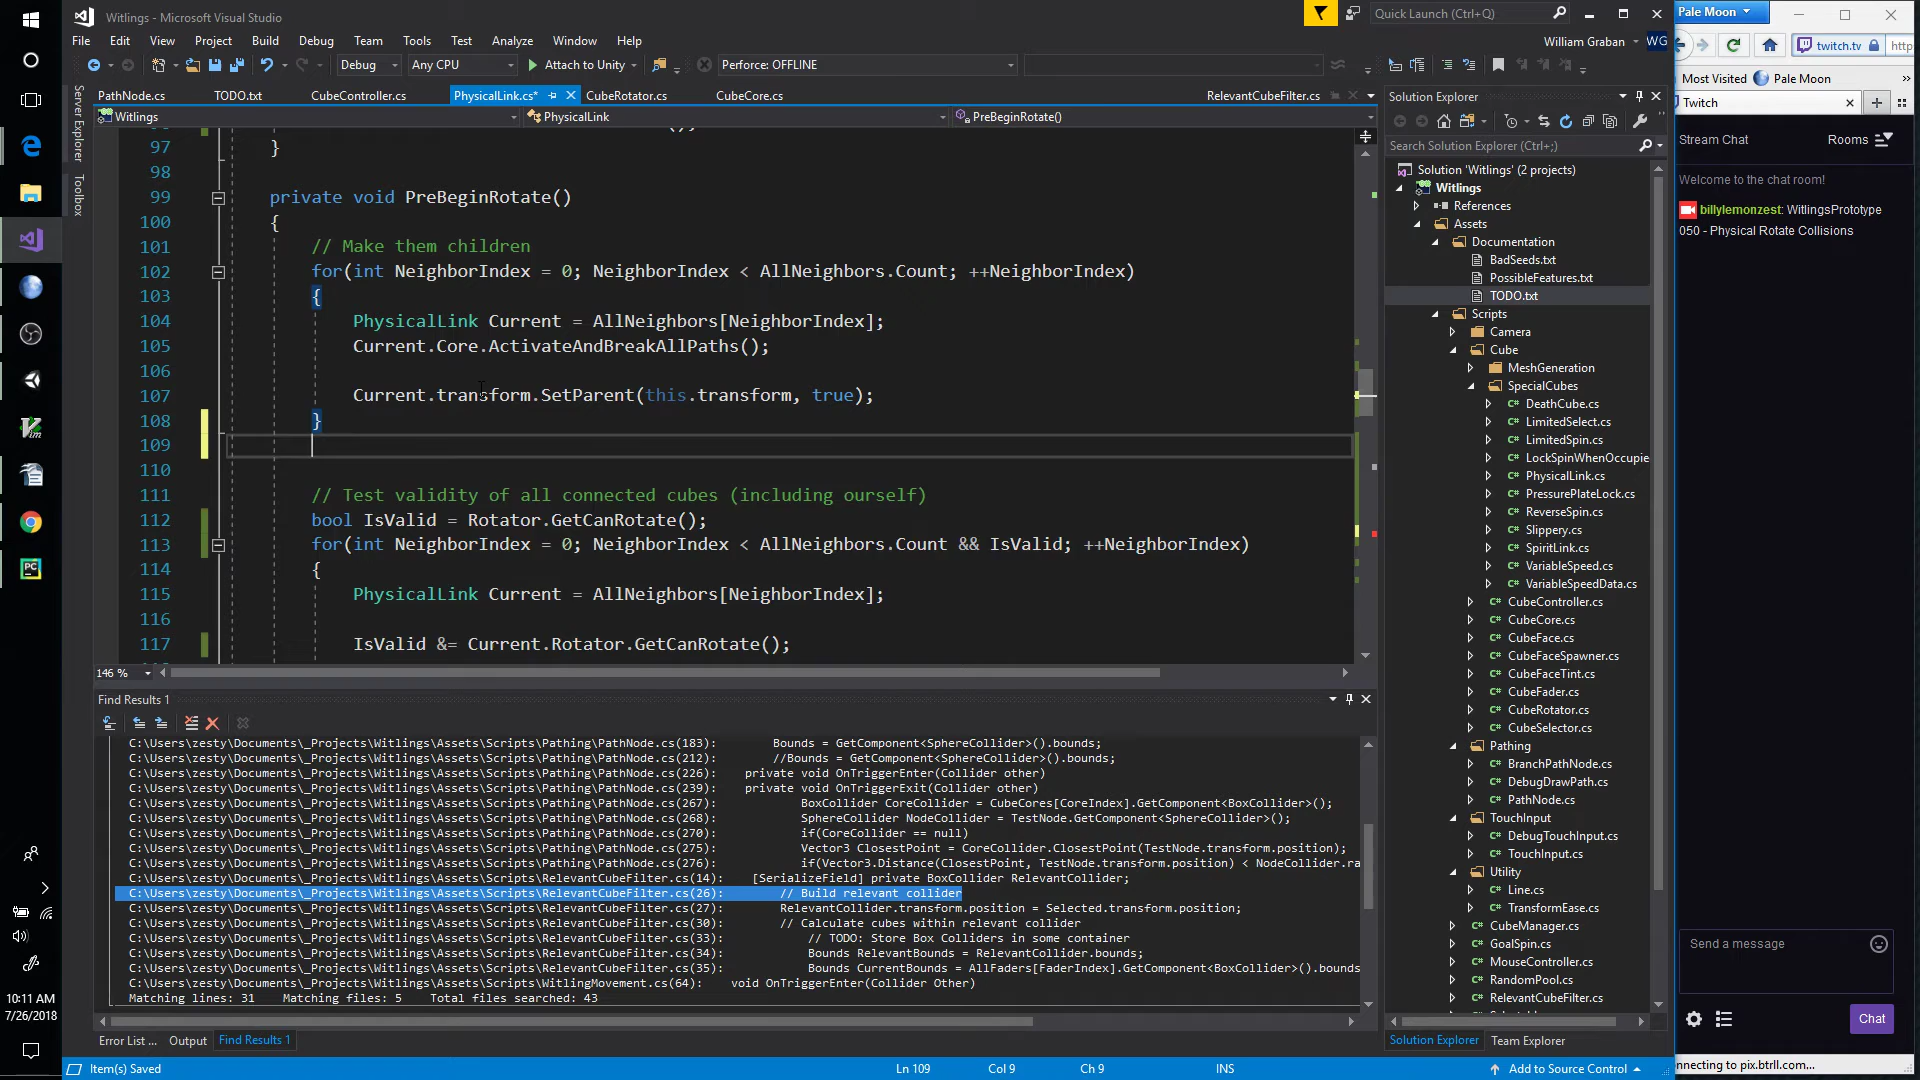 Witlings - Microsoft Visual Studio
Quick Launch (Ctrl+Q)
File Edit View Project Build Debug Team Tools Test Analyze Window Help
William Graban WG
Debug Any CPU Attach to Unity Perforce: OFFLINE
PathNode.cs TODO.txt CubeController.cs PhysicalLink.cs* CubeRotator.cs CubeCore.cs RelevantCubeFilter.cs
Witlings PhysicalLink PreBeginRotate()
Server Explorer
Toolbox
97 }
98
99 private void PreBeginRotate()
100 {
101 // Make them children
102 for(int NeighborIndex = 0; NeighborIndex < AllNeighbors.Count; ++NeighborIndex)
103 {
104 PhysicalLink Current = AllNeighbors[NeighborIndex];
105 Current.Core.ActivateAndBreakAllPaths();
106
107 Current.transform.SetParent(this.transform, true);
108 }
109
110
111 // Test validity of all connected cubes (including ourself)
112 bool IsValid = Rotator.GetCanRotate();
113 for(int NeighborIndex = 0; NeighborIndex < AllNeighbors.Count && IsValid; ++NeighborIndex)
114 {
115 PhysicalLink Current = AllNeighbors[NeighborIndex];
116
117 IsValid &= Current.Rotator.GetCanRotate();
146 %
Find Results 1
C:\Users\zesty\Documents\_Projects\Witlings\Assets\Scripts\Pathing\PathNode.cs(183): Bounds = GetComponent<SphereCollider>().bounds;
C:\Users\zesty\Documents\_Projects\Witlings\Assets\Scripts\Pathing\PathNode.cs(212): //Bounds = GetComponent<SphereCollider>().bounds;
C:\Users\zesty\Documents\_Projects\Witlings\Assets\Scripts\Pathing\PathNode.cs(226): private void OnTriggerEnter(Collider other)
C:\Users\zesty\Documents\_Projects\Witlings\Assets\Scripts\Pathing\PathNode.cs(239): private void OnTriggerExit(Collider other)
C:\Users\zesty\Documents\_Projects\Witlings\Assets\Scripts\Pathing\PathNode.cs(267): BoxCollider CoreCollider = CubeCores[CoreIndex].GetComponent<BoxCollider>();
C:\Users\zesty\Documents\_Projects\Witlings\Assets\Scripts\Pathing\PathNode.cs(268): SphereCollider NodeCollider = TestNode.GetComponent<SphereCollider>();
C:\Users\zesty\Documents\_Projects\Witlings\Assets\Scripts\Pathing\PathNode.cs(270): if(CoreCollider == null)
C:\Users\zesty\Documents\_Projects\Witlings\Assets\Scripts\Pathing\PathNode.cs(275): Vector3 ClosestPoint = CoreCollider.ClosestPoint(TestNode.transform.position);
C:\Users\zesty\Documents\_Projects\Witlings\Assets\Scripts\Pathing\PathNode.cs(276): if(Vector3.Distance(ClosestPoint, TestNode.transform.position) < NodeCollider.ra
C:\Users\zesty\Documents\_Projects\Witlings\Assets\Scripts\RelevantCubeFilter.cs(14): [SerializeField] private BoxCollider RelevantCollider;
C:\Users\zesty\Documents\_Projects\Witlings\Assets\Scripts\RelevantCubeFilter.cs(26): // Build relevant collider
C:\Users\zesty\Documents\_Projects\Witlings\Assets\Scripts\RelevantCubeFilter.cs(27): RelevantCollider.transform.position = Selected.transform.position;
C:\Users\zesty\Documents\_Projects\Witlings\Assets\Scripts\RelevantCubeFilter.cs(30): // Calculate cubes within relevant collider
C:\Users\zesty\Documents\_Projects\Witlings\Assets\Scripts\RelevantCubeFilter.cs(33): // TODO: Store Box Colliders in some container
C:\Users\zesty\Documents\_Projects\Witlings\Assets\Scripts\RelevantCubeFilter.cs(34): Bounds RelevantBounds = RelevantCollider.bounds;
C:\Users\zesty\Documents\_Projects\Witlings\Assets\Scripts\RelevantCubeFilter.cs(35): Bounds CurrentBounds = AllFaders[FaderIndex].GetComponent<BoxCollider>().bounds
C:\Users\zesty\Documents\_Projects\Witlings\Assets\Scripts\WitlingMovement.cs(64): void OnTriggerEnter(Collider Other)
Matching lines: 31 Matching files: 5 Total files searched: 43
Error List ... Output Find Results 1
Item(s) Saved Ln 109 Col 9 Ch 9 INS Add to Source Control
Solution Explorer
Search Solution Explorer (Ctrl+;)
Solution 'Witlings' (2 projects)
Witlings
References
Assets
Documentation
BadSeeds.txt
PossibleFeatures.txt
TODO.txt
Scripts
Camera
Cube
MeshGeneration
SpecialCubes
DeathCube.cs
LimitedSelect.cs
LimitedSpin.cs
LockSpinWhenOccupie
PhysicalLink.cs
PressurePlateLock.cs
ReverseSpin.cs
Slippery.cs
SpiritLink.cs
VariableSpeed.cs
VariableSpeedData.cs
CubeController.cs
CubeCore.cs
CubeFace.cs
CubeFaceSpawner.cs
CubeFaceTint.cs
CubeFader.cs
CubeRotator.cs
CubeSelector.cs
Pathing
BranchPathNode.cs
DebugDrawPath.cs
PathNode.cs
TouchInput
DebugTouchInput.cs
TouchInput.cs
Utility
Line.cs
TransformEase.cs
CubeManager.cs
GoalSpin.cs
MouseController.cs
RandomPool.cs
RelevantCubeFilter.cs
Solution Explorer Team Explorer
Pale Moon
twitch.tv http
Most Visited Pale Moon
Twitch
Stream Chat Rooms
Welcome to the chat room!
billylemonzest: WitlingsPrototype
050 - Physical Rotate Collisions
Send a message
Chat
nnecting to pix.btrll.com...
PC
10:11 AM
7/26/2018